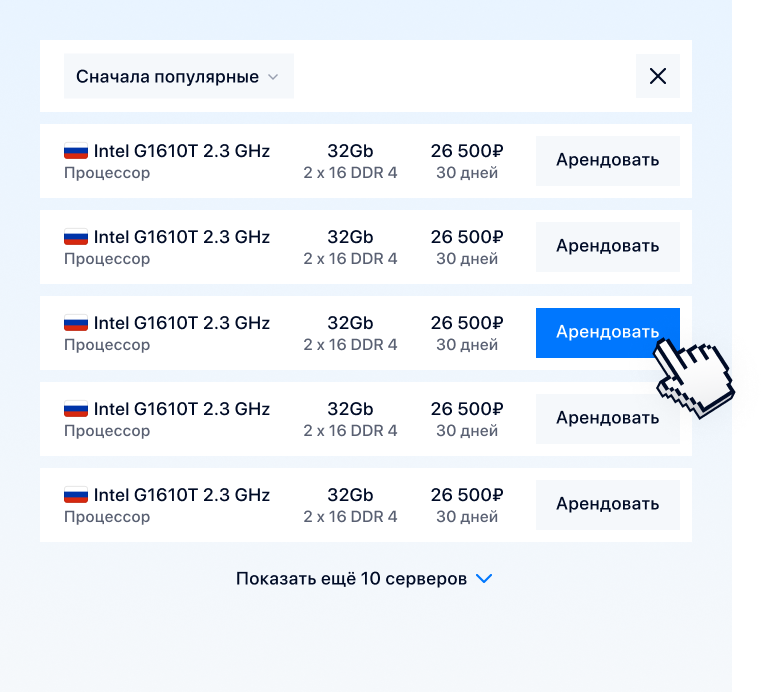 Сначала популярные
Intel G1610T 2.3 GHz 32Gb 26 500₽ Арендовать
Процессор 2 x 16 DDR 4 30 дней
Intel G1610T 2.3 GHz 32Gb 26 500₽ Арендовать
Процессор 2 x 16 DDR 4 30 дней
Intel G1610T 2.3 GHz 32Gb 26 500₽ Арендовать
Процессор 2 x 16 DDR 4 30 дней
Intel G1610T 2.3 GHz 32Gb 26 500₽ Арендовать
Процессор 2 x 16 DDR 4 30 дней
Intel G1610T 2.3 GHz 32Gb 26 500₽ Арендовать
Процессор 2 x 16 DDR 4 30 дней
Показать ещё 10 серверов